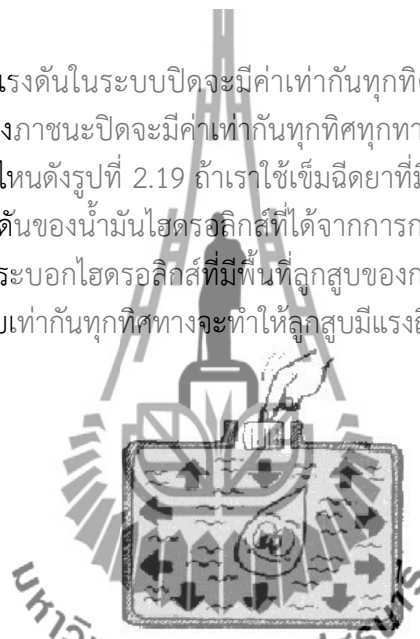 แรงดันในระบบปิดจะมีค่าเท่ากันทุกทิศ
ภาชนะปิดจะมีค่าเท่ากันทุกทิศทุกทา
ไหนดังรูปที่ 2.19 ถ้าเราใช้เข็มฉีดยาที่มี
ดันของน้ำมันไฮดรอลิกส์ที่ได้จากการก
ระบอกไฮดรอลิกส์ที่มีพื้นที่ลูกสูบของก
เท่ากันทุกทิศทางจะทำให้ลูกสูบมีแรง
มหาวิ